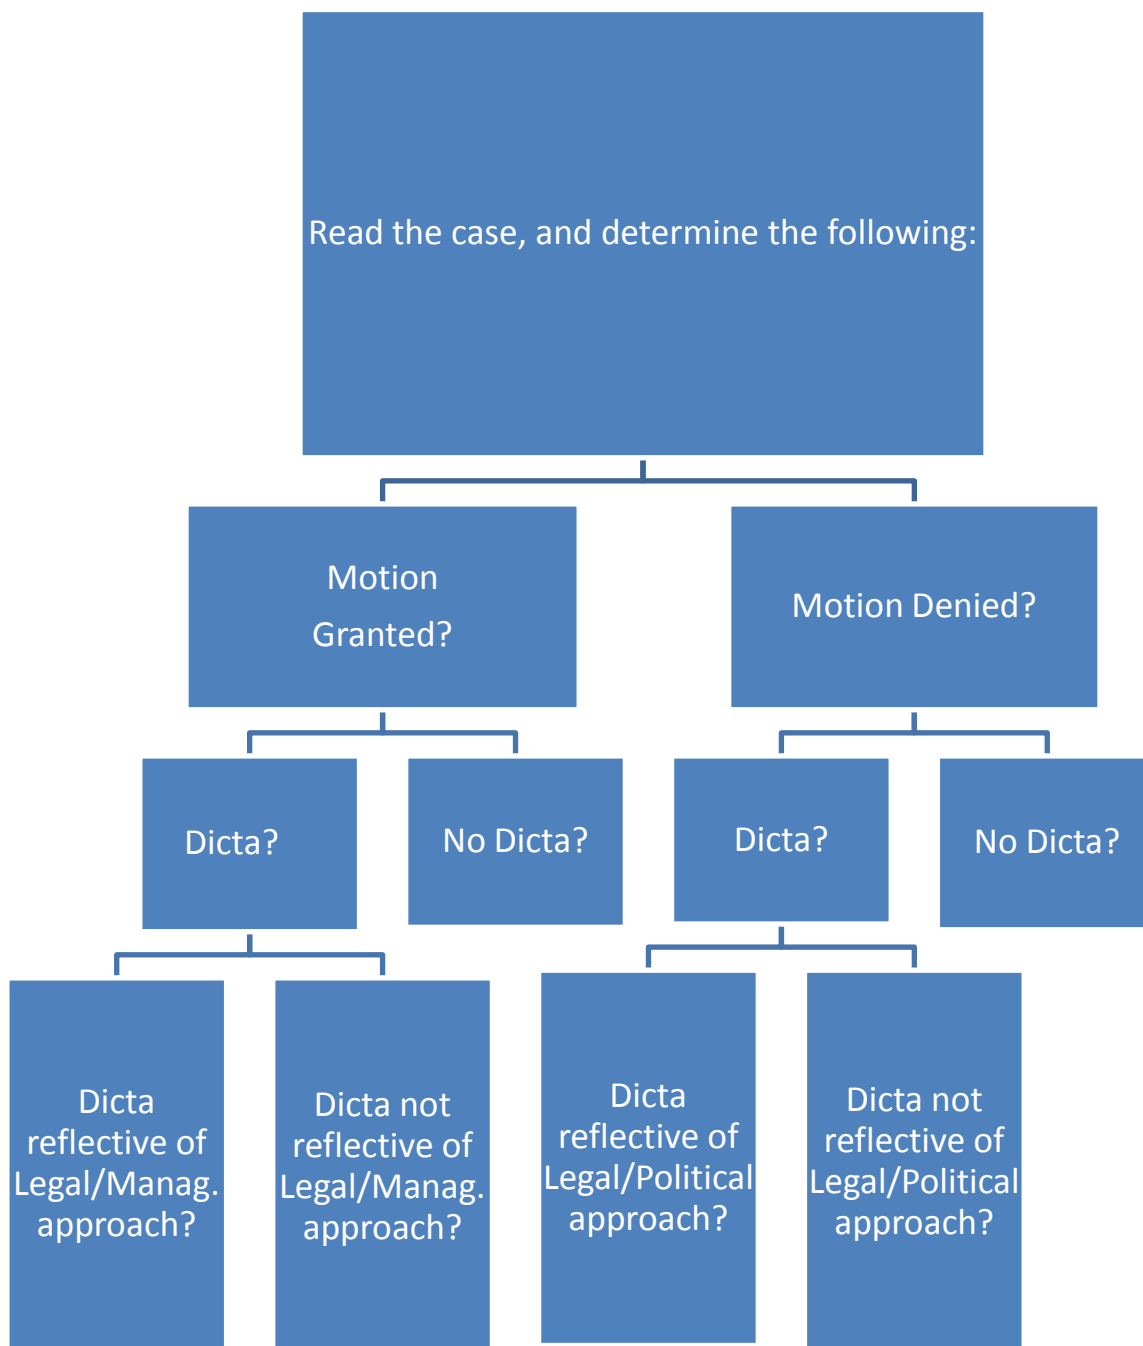 Read the case, and determine the following:
Motion
Granted?
Motion Denied?
Dicta?
No Dicta?
Dicta?
No Dicta?
Dicta
reflective of
Legal/Manag.
approach?
Dicta not
reflective of
Legal/Manag.
approach?
Dicta
reflective of
Legal/Political
approach?
Dicta not
reflective of
Legal/Political
approach?